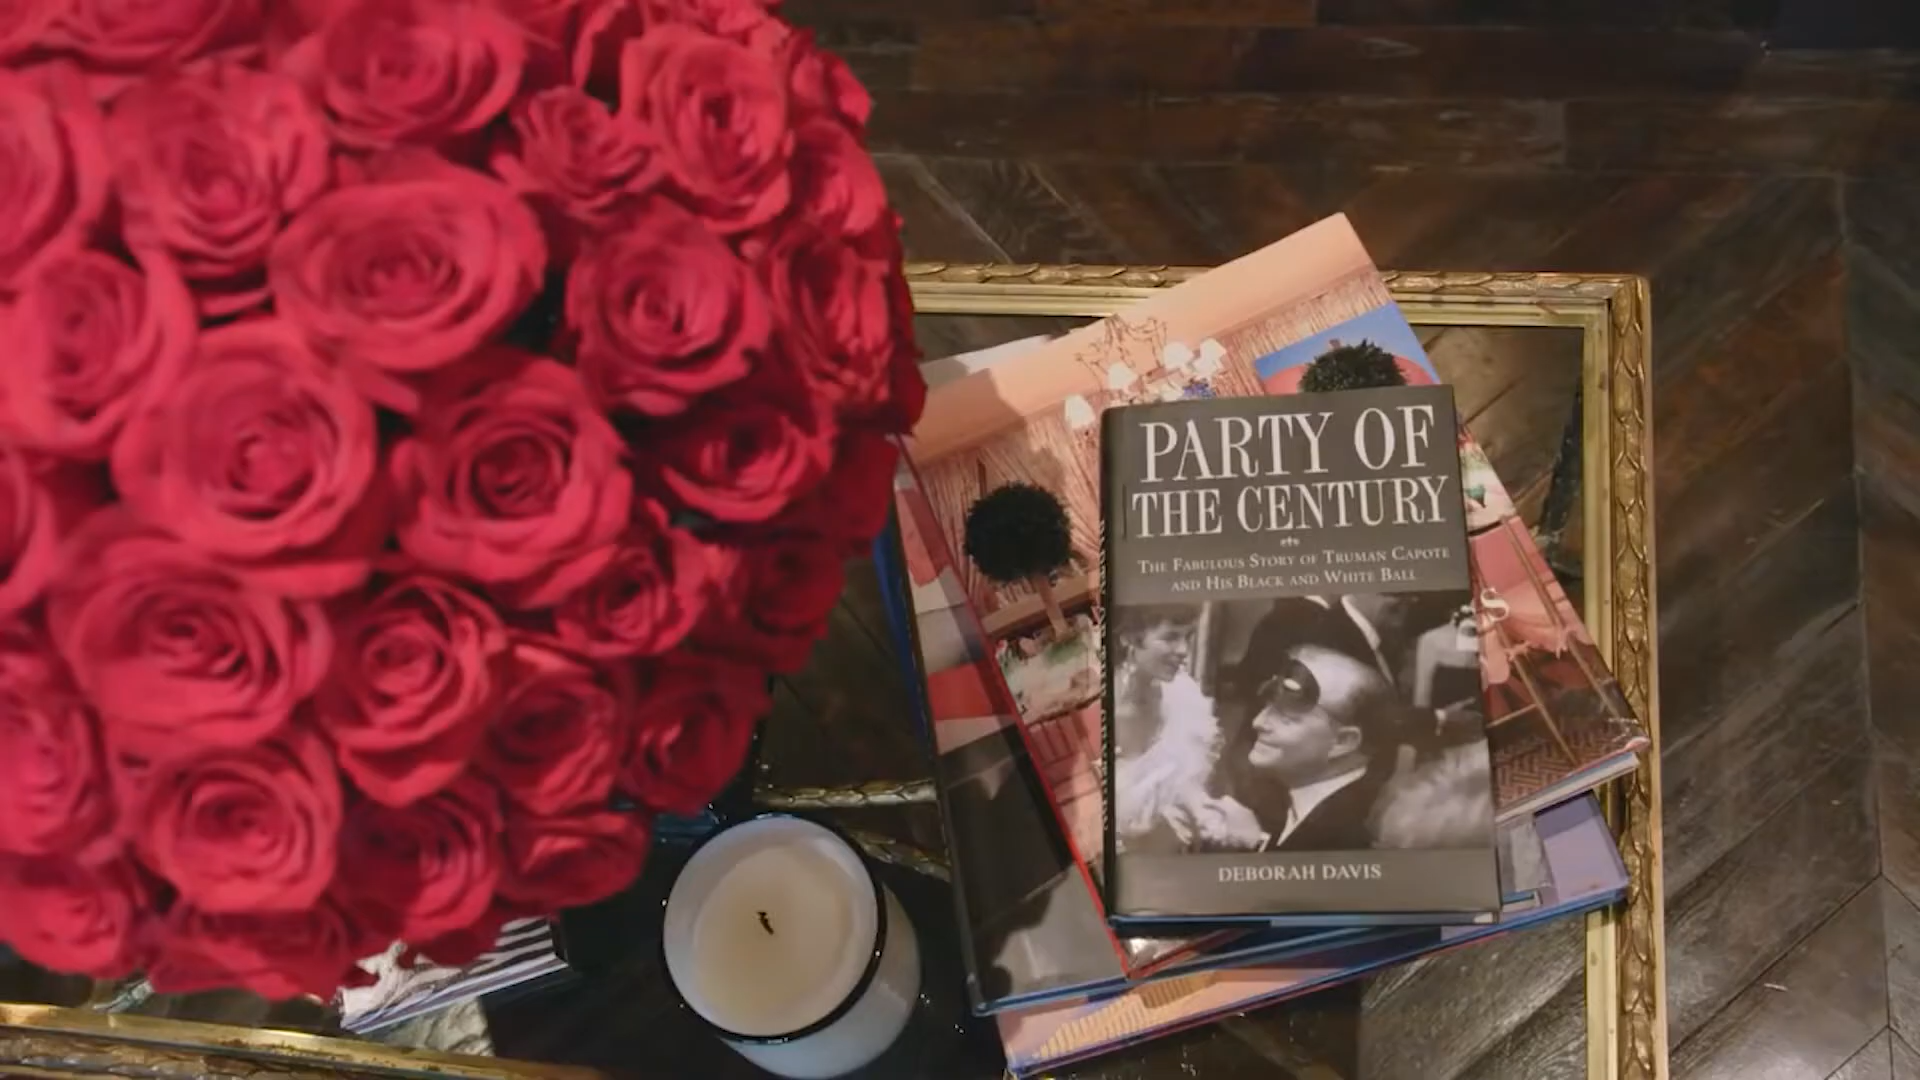 PARTY OF
THE CENTURY
THE FABULOUS STORY OF TRUMAN CAPOTE
AND HIS BLACK AND WHITE BALL
S
DEBORAH DAVIS